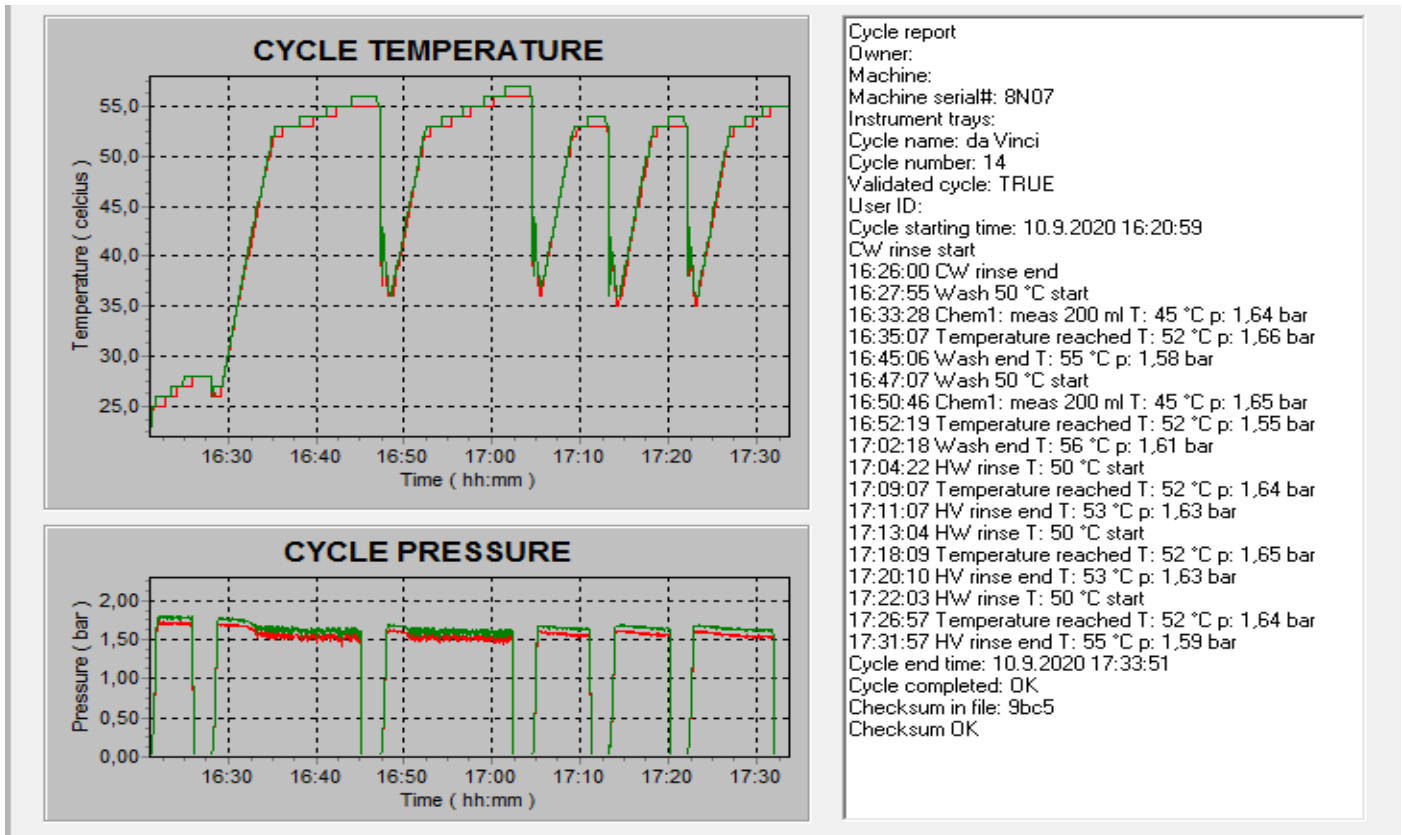 CYCLE TEMPERATURE
Temperature ( celcius )
55,0
50,0
45,0
40,0
35,0
30,0
25,0
16:30 16:40 16:50 17:00 17:10 17:20 17:30
Time ( hh:mm )
CYCLE PRESSURE
Pressure ( bar )
2,00
1,50
1,00
0,50
0,00
16:30 16:40 16:50 17:00 17:10 17:20 17:30
Time ( hh:mm )
Cycle report
Owner:
Machine:
Machine serial#: 8N07
Instrument trays:
Cycle name: da Vinci
Cycle number: 14
Validated cycle: TRUE
User ID:
Cycle starting time: 10.9.2020 16:20:59
CW rinse start
16:26:00 CW rinse end
16:27:55 Wash 50 °C start
16:33:28 Chem1: meas 200 ml T: 45 °C p: 1,64 bar
16:35:07 Temperature reached T: 52 °C p: 1,66 bar
16:45:06 Wash end T: 55 °C p: 1,58 bar
16:47:07 Wash 50 °C start
16:50:46 Chem1: meas 200 ml T: 45 °C p: 1,65 bar
16:52:19 Temperature reached T: 52 °C p: 1,55 bar
17:02:18 Wash end T: 56 °C p: 1,61 bar
17:04:22 HW rinse T: 50 °C start
17:09:07 Temperature reached T: 52 °C p: 1,64 bar
17:11:07 HV rinse end T: 53 °C p: 1,63 bar
17:13:04 HW rinse T: 50 °C start
17:18:09 Temperature reached T: 52 °C p: 1,65 bar
17:20:10 HV rinse end T: 53 °C p: 1,63 bar
17:22:03 HW rinse T: 50 °C start
17:26:57 Temperature reached T: 52 °C p: 1,64 bar
17:31:57 HV rinse end T: 55 °C p: 1,59 bar
Cycle end time: 10.9.2020 17:33:51
Cycle completed: OK
Checksum in file: 9bc5
Checksum OK